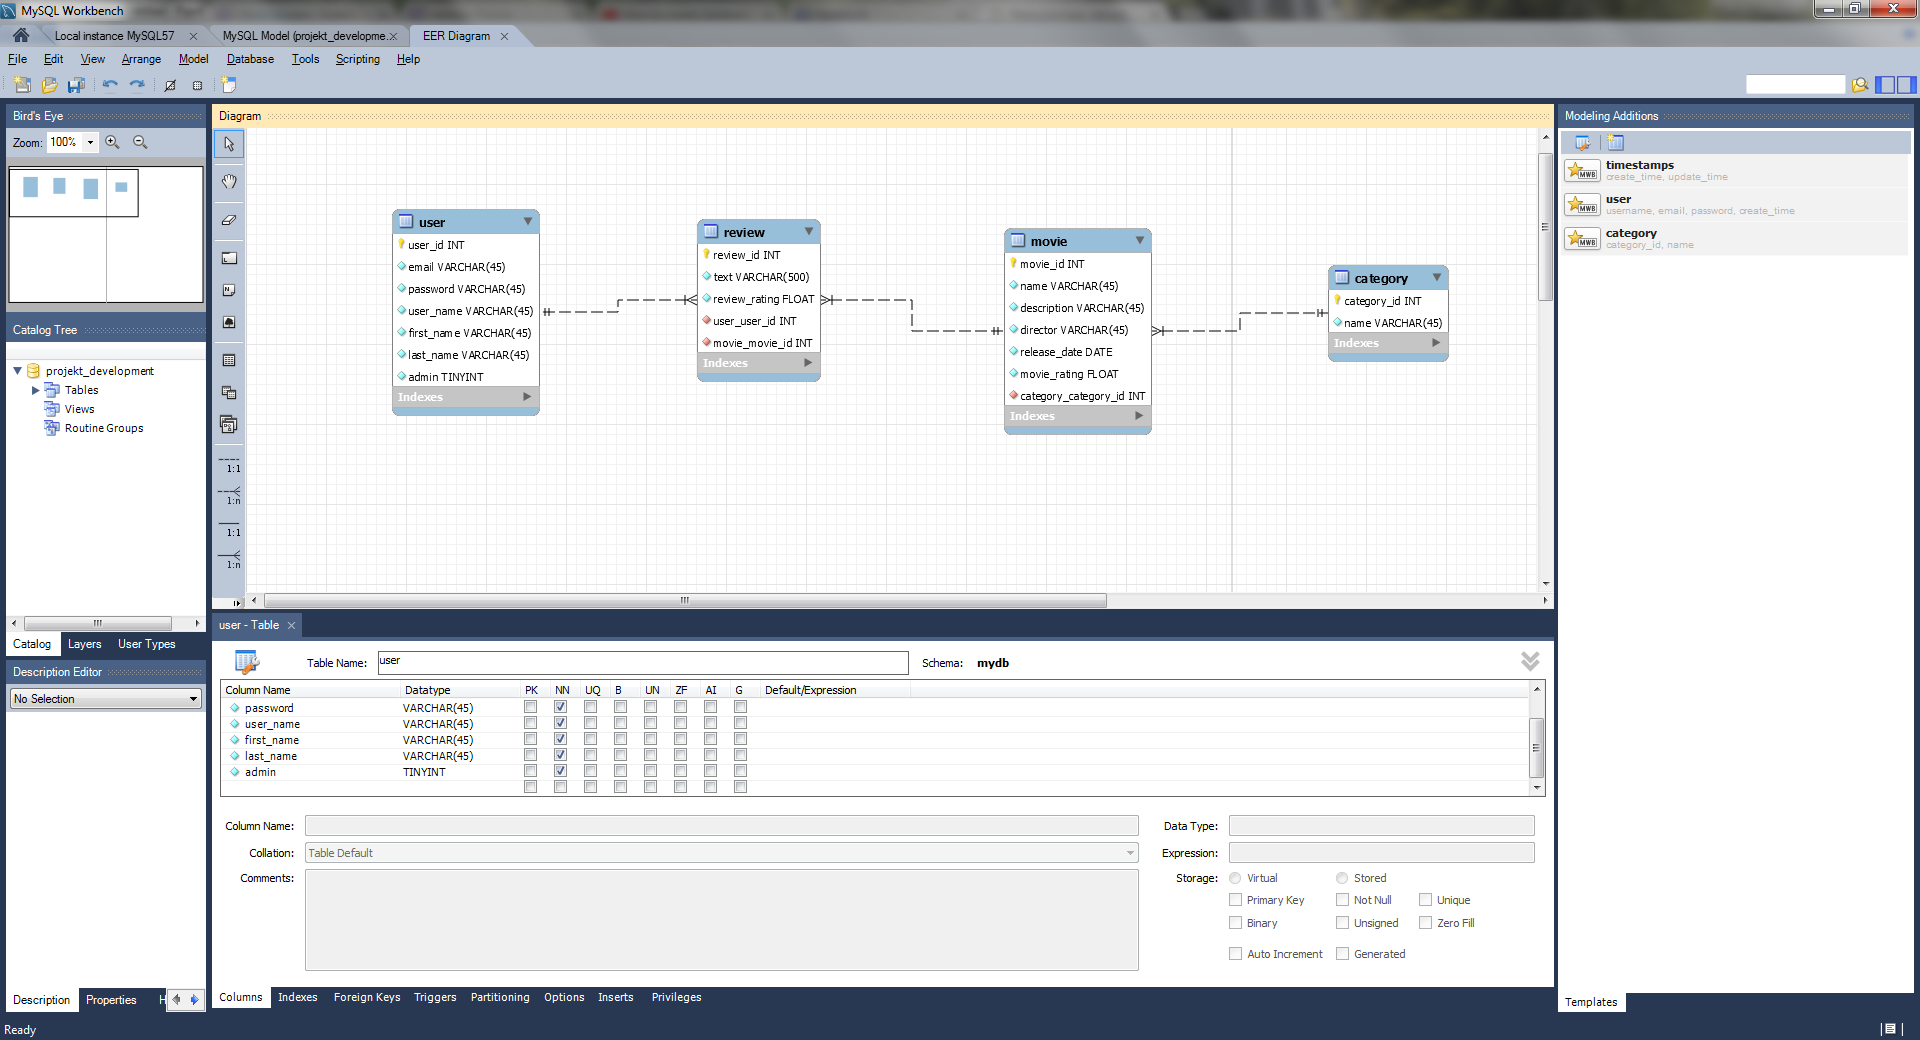 MySQL Workbench
Local instance MySQL57
MySQL Model (projekt_developme...
EER Diagram
File Edit View Arrange Model Database Tools Scripting Help
Bird's Eye
Zoom: 100%
Catalog Tree
projekt_development
Tables
Views
Routine Groups
Catalog Layers User Types
Description Editor
No Selection
Description Properties H
Ready
Diagram
1:1
1:n
1:1
1:n
user
user_id INT
email VARCHAR(45)
password VARCHAR(45)
user_name VARCHAR(45)
first_name VARCHAR(45)
last_name VARCHAR(45)
admin TINYINT
Indexes
review
review_id INT
text VARCHAR(500)
review_rating FLOAT
user_user_id INT
movie_movie_id INT
Indexes
movie
movie_id INT
name VARCHAR(45)
description VARCHAR(45)
director VARCHAR(45)
release_date DATE
movie_rating FLOAT
category_category_id INT
Indexes
category
category_id INT
name VARCHAR(45)
Indexes
user - Table
Table Name: user Schema: mydb
Column Name Datatype PK NN UQ B UN ZF AI G Default/Expression
password VARCHAR(45)
user_name VARCHAR(45)
first_name VARCHAR(45)
last_name VARCHAR(45)
admin TINYINT
Column Name: Data Type:
Collation: Table Default Expression:
Comments: Storage: Virtual Stored
Primary Key Not Null Unique
Binary Unsigned Zero Fill
Auto Increment Generated
Columns Indexes Foreign Keys Triggers Partitioning Options Inserts Privileges
Modeling Additions
MWB
timestamps
create_time, update_time
MWB
user
username, email, password, create_time
MWB
category
category_id, name
Templates